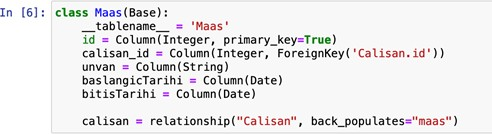 In [6]: class Maas(Base):
    __tablename__ = 'Maas'
    id = Column(Integer, primary_key=True)
    calisan_id = Column(Integer, ForeignKey('Calisan.id'))
    unvan = Column(String)
    baslangicTarihi = Column(Date)
    bitisTarihi = Column(Date)
    calisan = relationship("Calisan", back_populates="maas")